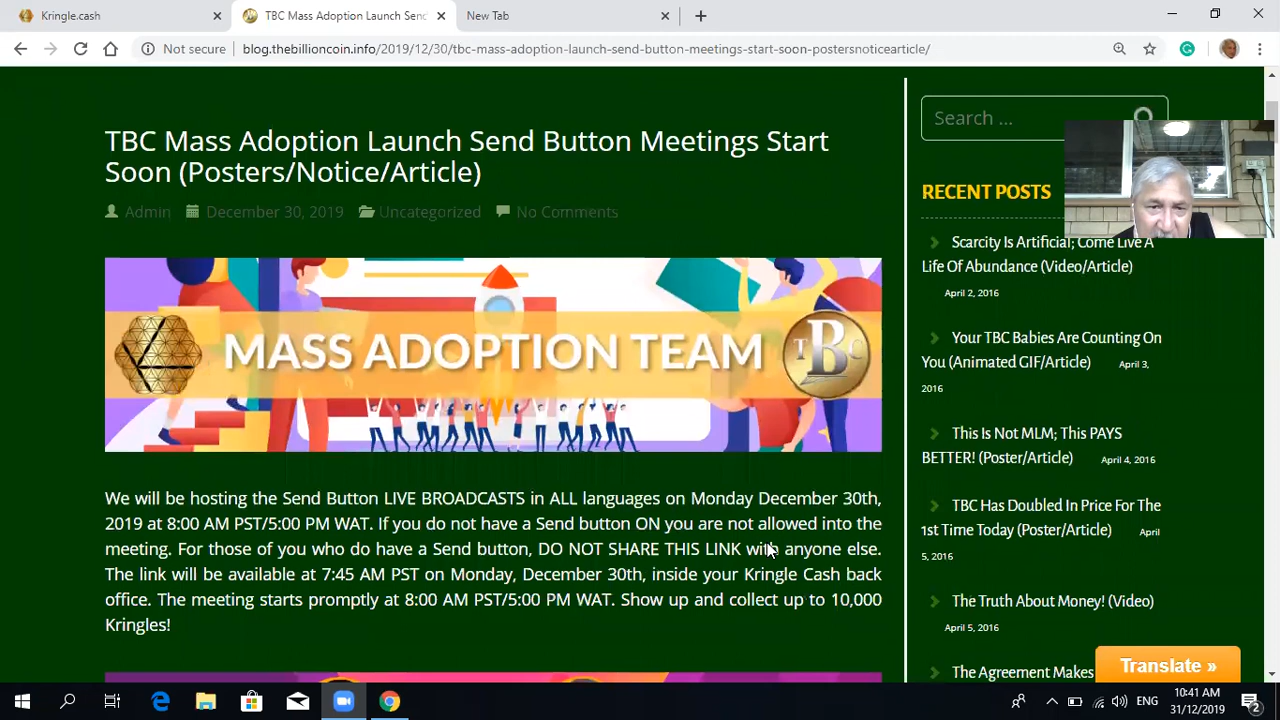 Kringle.cash
TBC Mass Adoption Launch Send
New Tab
Not secure
blog.thebillioncoin.info/2019/12/30/tbc-mass-adoption-launch-send-button-meetings-start-soon-postersnoticearticle/
TBC Mass Adoption Launch Send Button Meetings Start
Soon (Posters/Notice/Article)
Admin December 30, 2019 Uncategorized No Comments
MASS ADOPTION TEAM
TBC
We will be hosting the Send Button LIVE BROADCASTS in ALL languages on Monday December 30th,
2019 at 8:00 AM PST/5:00 PM WAT. If you do not have a Send button ON you are not allowed into the
meeting. For those of you who do have a Send button, DO NOT SHARE THIS LINK with anyone else.
The link will be available at 7:45 AM PST on Monday, December 30th, inside your Kringle Cash back
office. The meeting starts promptly at 8:00 AM PST/5:00 PM WAT. Show up and collect up to 10,000
Kringles!
Search ...
RECENT POSTS
Scarcity Is Artificial; Come Live A
Life Of Abundance (Video/Article)
April 2, 2016
Your TBC Babies Are Counting On
You (Animated GIF/Article) April 3,
2016
This Is Not MLM; This PAYS
BETTER! (Poster/Article) April 4, 2016
TBC Has Doubled In Price For The
1st Time Today (Poster/Article) April
5, 2016
The Truth About Money! (Video)
April 5, 2016
The Agreement Makes
Translate »
ENG
10:41 AM
31/12/2019
2